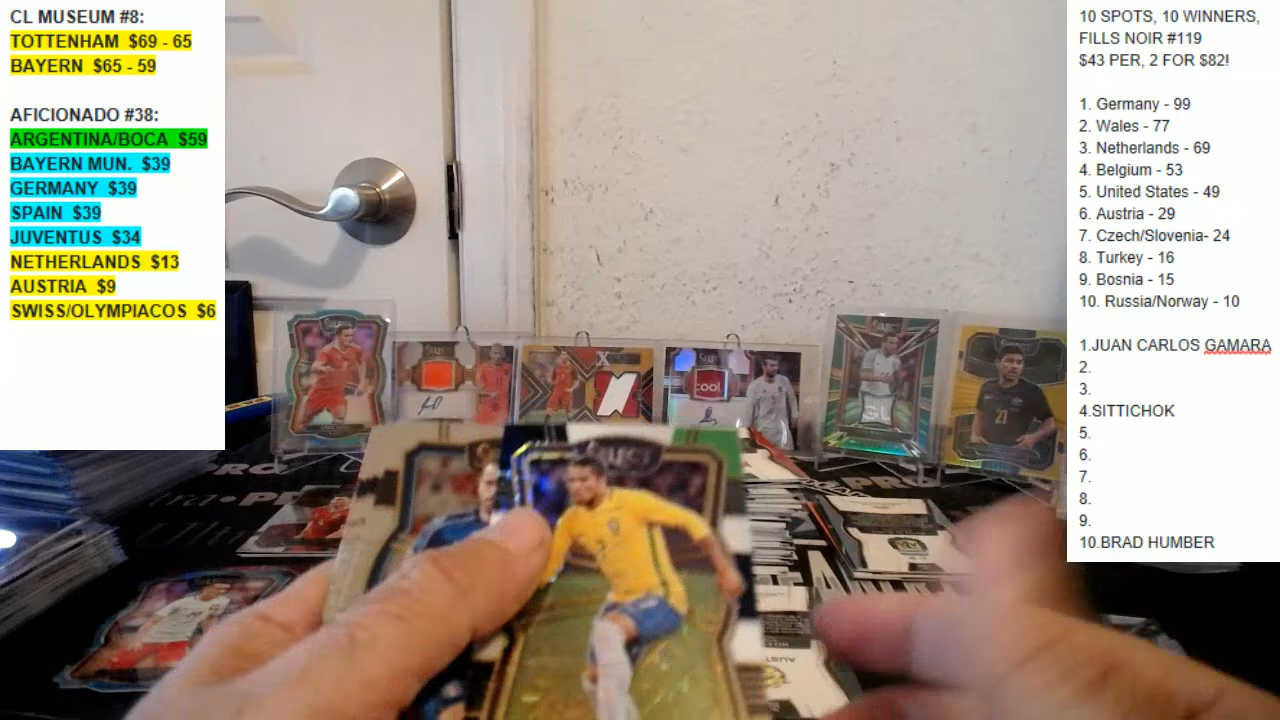 CL MUSEUM #8:
TOTTENHAM $69 - 65
BAYERN $65 - 59
AFICIONADO #38:
ARGENTINA/BOCA $59
BAYERN MUN. $39
GERMANY $39
SPAIN $39
JUVENTUS $34
NETHERLANDS $13
AUSTRIA $9
SWISS/OLYMPIACOS $6
10 SPOTS, 10 WINNERS,
FILLS NOIR #119
$43 PER, 2 FOR $82!
1. Germany - 99
2. Wales - 77
3. Netherlands - 69
4. Belgium - 53
5. United States - 49
6. Austria - 29
7. Czech/Slovenia- 24
8. Turkey - 16
9. Bosnia - 15
10. Russia/Norway - 10
1.JUAN CARLOS GAMARA
2.
3.
4.SITTICHOK
5.
6.
7.
8.
9.
10.BRAD HUMBER
SELECT
cool
21
PRO